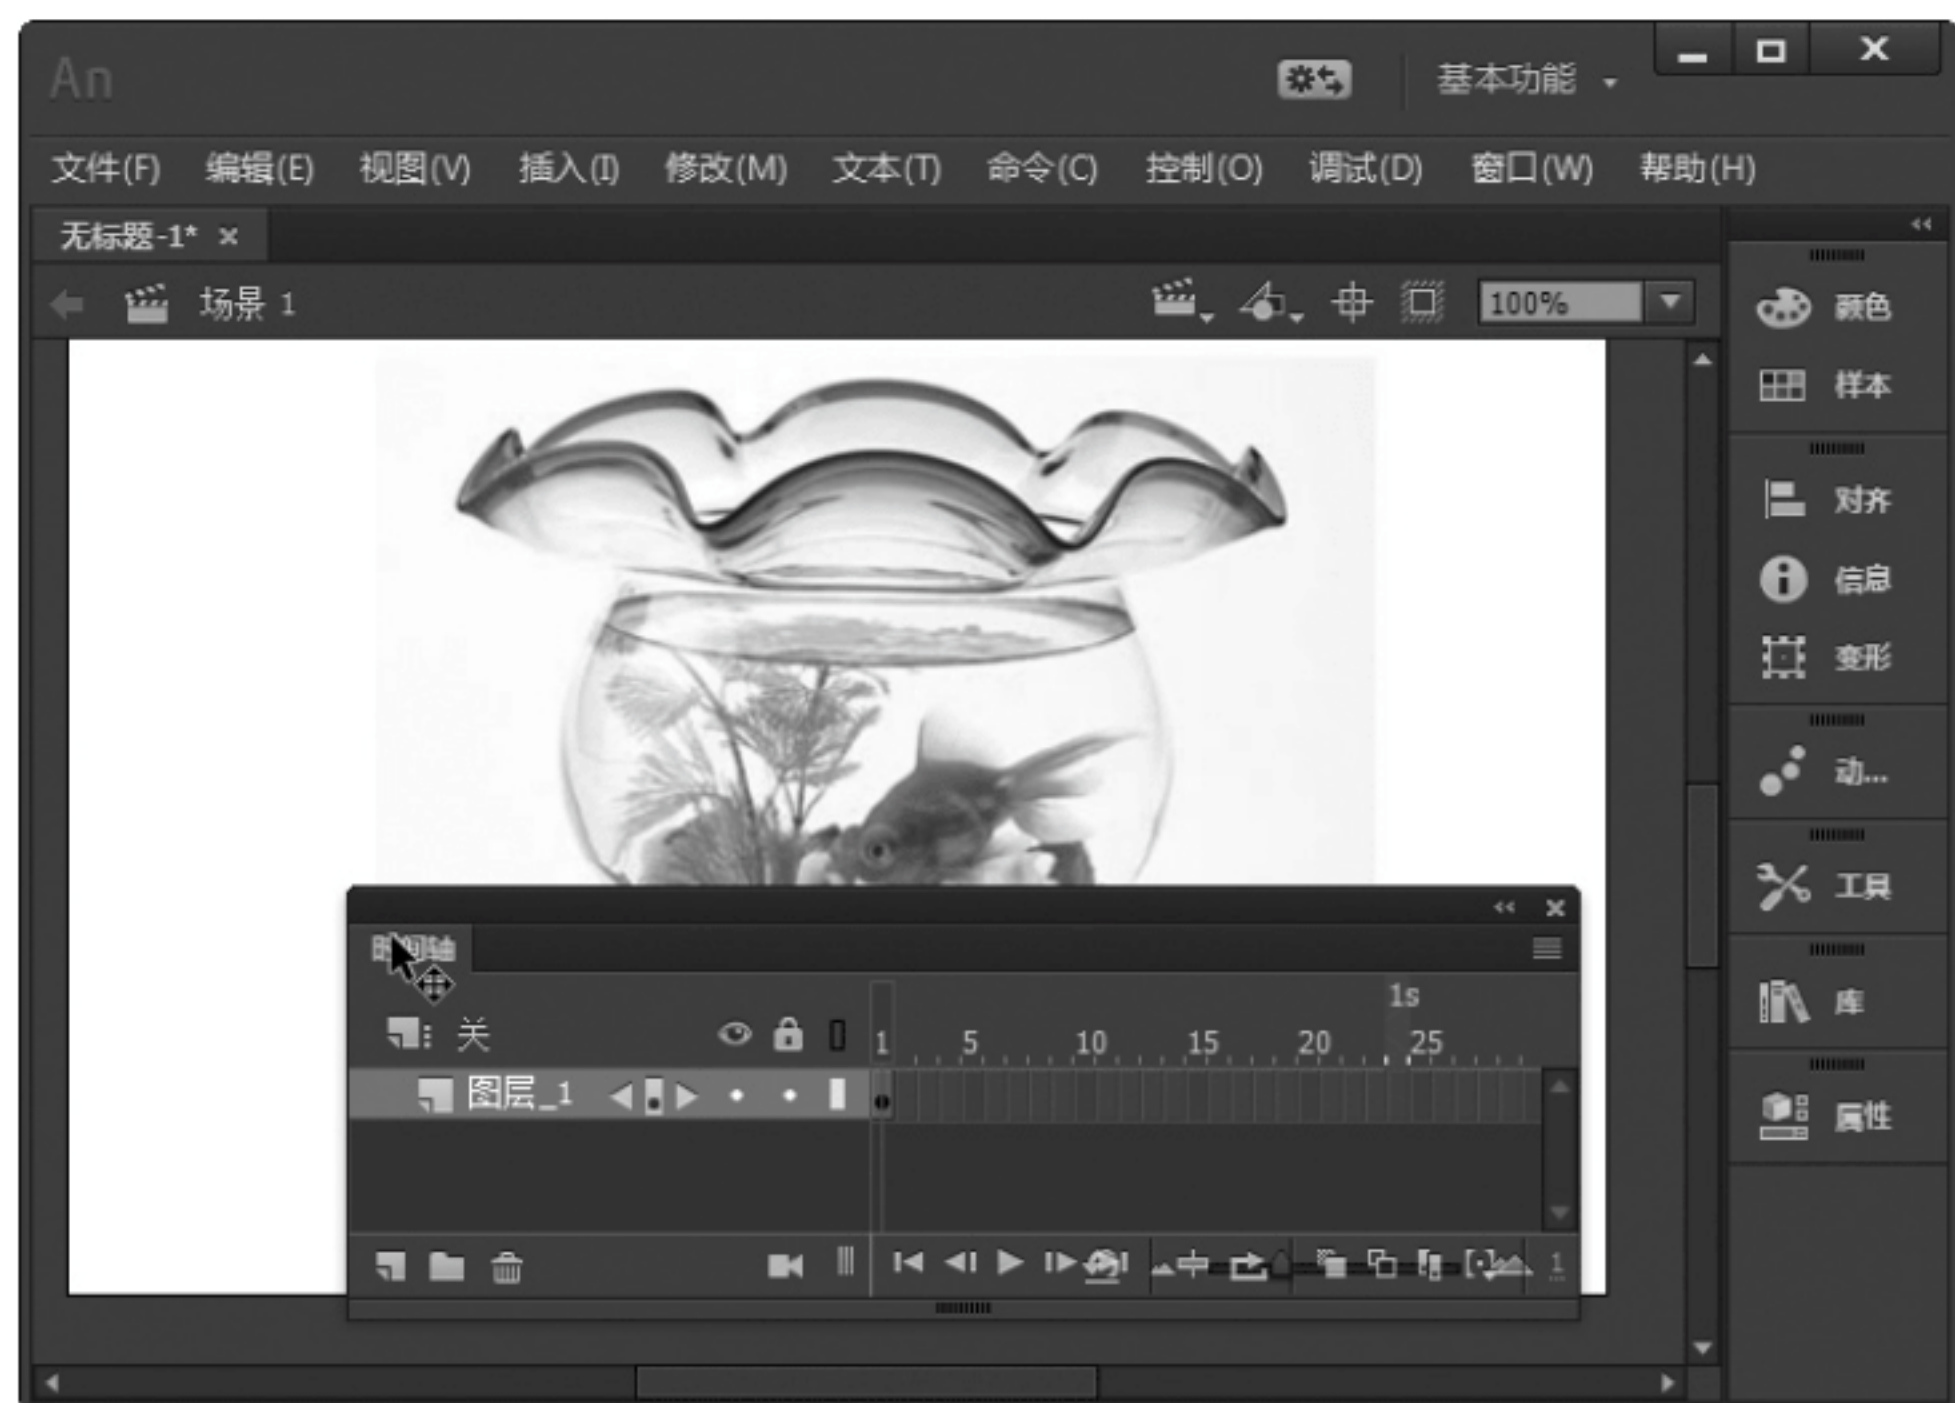 An 基本功能
文件(F) 编辑(E) 视图(V) 插入(I) 修改(M) 文本(T) 命令(C) 控制(O) 调试(D) 窗口(W) 帮助(H)
无标题-1*
场景 1 100%
颜色
样本
对齐
信息
变形
动...
工具
库
属性
时间轴
1s
关 1 5 10 15 20 25
图层_1
1